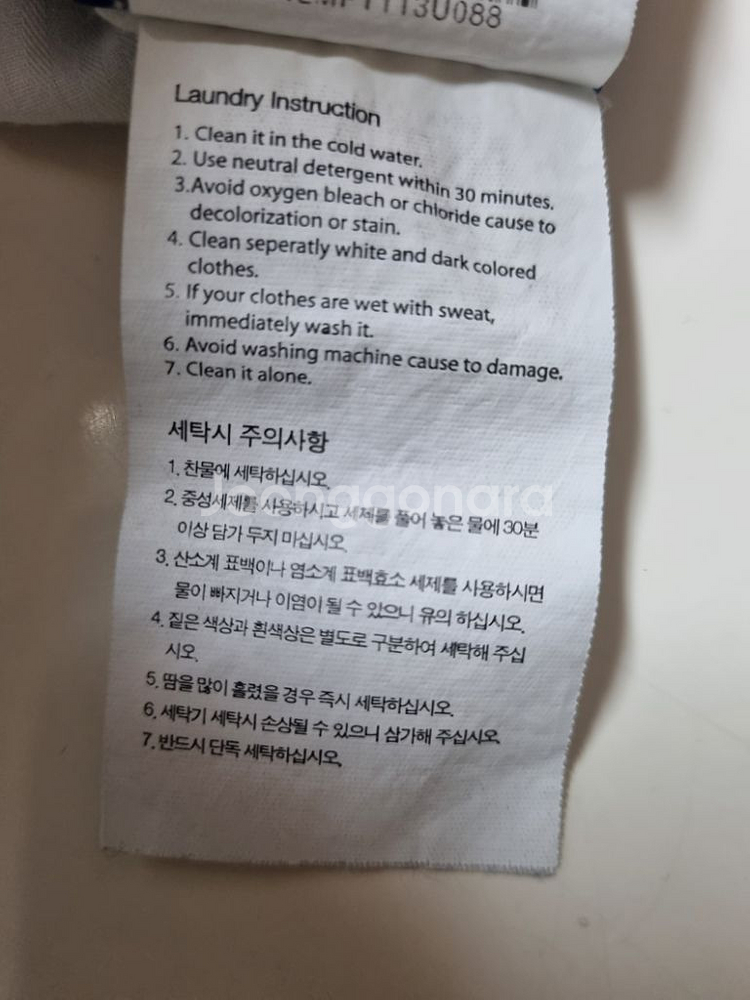 1113U088
Laundry Instruction
1. Clean it in the cold water.
2. Use neutral detergent within 30 minutes.
3.Avoid oxygen bleach or chloride cause to
decolorization or stain.
4. Clean seperatly white and dark colored
clothes.
5. If your clothes are wet with sweat,
immediately wash it.
6. Avoid washing machine cause to damage.
7. Clean it alone.
세탁시 주의사항
1. 찬물에 세탁하십시오.
2. 중성세제를 사용하시고 세제를 풀어 놓은 물에 30분
이상 담가 두지 마십시오.
3. 산소계 표백이나 염소계 표백효소 세제를 사용하시면
물이 빠지거나 이염이 될 수 있으니 유의 하십시오.
4. 짙은 색상과 흰색상은 별도로 구분하여 세탁해 주십
시오.
5. 땀을 많이 흘렸을 경우 즉시 세탁하십시오.
6. 세탁기 세탁시 손상될 수 있으니 삼가해 주십시오.
7. 반드시 단독 세탁하십시오.
Joonggonara